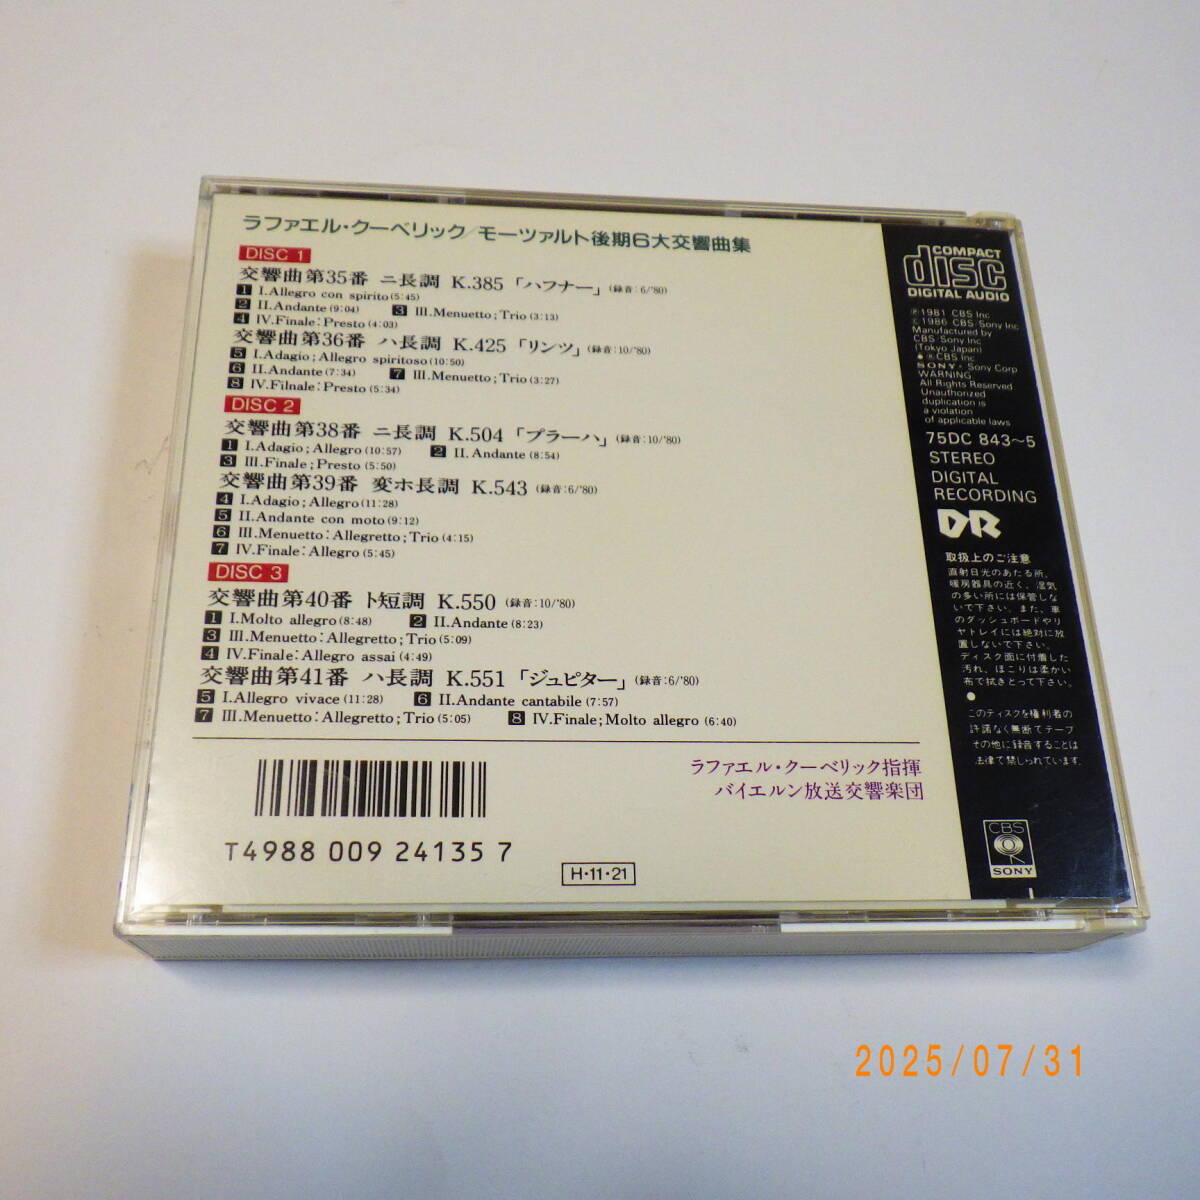 ラファエル・クーベリック/モーツァルト後期6大交響曲集
DISC 1
交響曲第35番 ニ長調 K.385「ハフナー」(録音:6/'80)
1 I.Allegro con spirito(5:45)
2 II.Andante(9:04) 3 III.Menuetto;Trio(3:13)
4 IV.Finale:Presto(4:03)
交響曲第36番 ハ長調 K.425「リンツ」(録音:10/'80)
5 I.Adagio;Allegro spiritoso(10:50)
6 II.Andante(7:34) 7 III.Menuetto;Trio(3:27)
8 IV.Filnale:Presto(5:34)
DISC 2
交響曲第38番 ニ長調 K.504「プラーハ」(録音:10/'80)
1 I.Adagio;Allegro(10:57) 2 II.Andante(8:54)
3 III.Finale;Presto(5:50)
交響曲第39番 変ホ長調 K.543(録音:6/'80)
4 I.Adagio;Allegro(11:28)
5 II.Andante con moto(9:12)
6 III.Menuetto:Allegretto;Trio(4:15)
7 IV.Finale:Allegro(5:45)
DISC 3
交響曲第40番 ト短調 K.550(録音:10/'80)
1 I.Molto allegro(8:48) 2 II.Andante(8:23)
3 III.Menuetto:Allegretto;Trio(5:09)
4 IV.Finale:Allegro assai(4:49)
交響曲第41番 ハ長調 K.551「ジュピター」(録音:6/'80)
5 I.Allegro vivace(11:28) 6 II.Andante cantabile(7:57)
7 III.Menuetto:Allegretto;Trio(5:05) 8 IV.Finale;Molto allegro(6:40)
ラファエル・クーベリック指揮
バイエルン放送交響楽団
T4988 009 24135 7
H・11・21
COMPACT
disc
DIGITAL AUDIO
℗1981 CBS Inc
©1986 CBS/Sony Inc
Manufactured by
CBS/Sony Inc
(Tokyo Japan)
CBS Inc
SONY Sony Corp
WARNING
All Rights Reserved
Unauthorized
duplication is
a violation
of applicable laws
75DC 843~5
STEREO
DIGITAL
RECORDING
DR
取扱上のご注意
直射日光のあたる所、
暖房器具の近く、湿気
の多い所には保管しな
いで下さい。また、車
のダッシュボードやリ
ヤトレイには絶対に放
置しないで下さい。
ディスク面に付着した
汚れ、ほこりは柔かい
布で拭きとって下さい。
このディスクを権利者の
許諾なく無断でテープ
その他に録音することは
法律で禁じられています。
CBS
SONY
2025/07/31